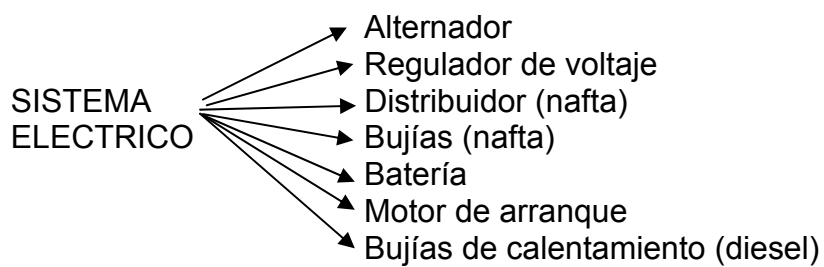 SISTEMA
ELECTRICO
Alternador
Regulador de voltaje
Distribuidor (nafta)
Bujías (nafta)
Batería
Motor de arranque
Bujías de calentamiento (diesel)